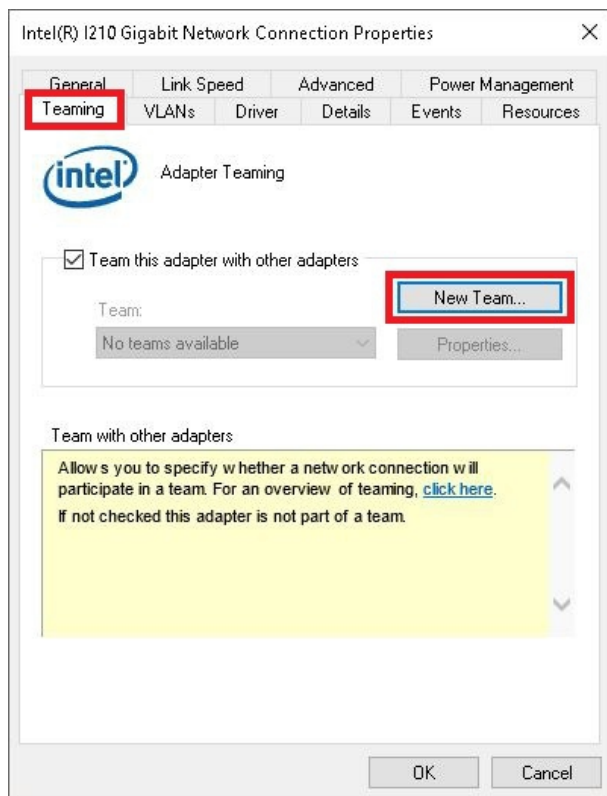 Intel(R) I210 Gigabit Network Connection Properties
General Link Speed Advanced Power Management
Teaming VLANs Driver Details Events Resources
intel Adapter Teaming
Team this adapter with other adapters
New Team...
Team:
No teams available Properties...
Team with other adapters
Allows you to specify whether a network connection will
participate in a team. For an overview of teaming, click here.
If not checked this adapter is not part of a team.
OK Cancel